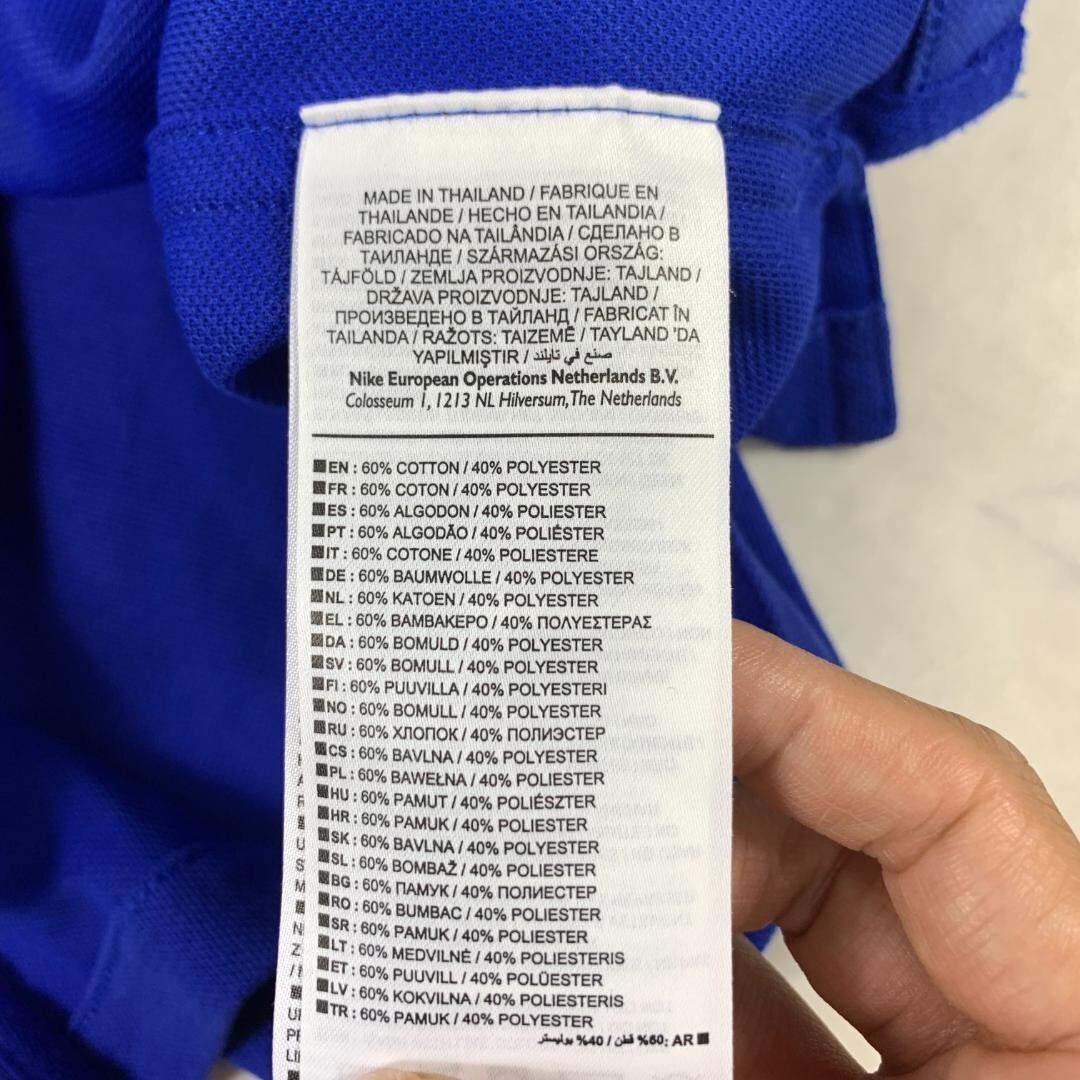 MADE IN THAILAND / FABRIQUE EN
THAILANDE / HECHO EN TAILANDIA /
FABRICADO NA TAILÂNDIA / СДЕЛАНО В
ТАИЛАНДЕ / SZÁRMAZÁSI ORSZÁG:
TÁJFÖLD / ZEMLJA PROIZVODNJE: TAJLAND /
DRŽAVA PROIZVODNJE: TAJLAND /
ПРОИЗВЕДЕНО В ТАЙЛАНД / FABRICAT ÎN
TAILANDA / RAŽOTS: TAIZEMĒ / TAYLAND 'DA
YAPILMIŞTIR / صنع في تايلند
Nike European Operations Netherlands B.V.
Colosseum 1, 1213 NL Hilversum, The Netherlands
EN : 60% COTTON / 40% POLYESTER
FR : 60% COTON / 40% POLYESTER
ES : 60% ALGODON / 40% POLYESTER
PT : 60% ALGODÃO / 40% POLIÉSTER
IT : 60% COTONE / 40% POLIESTERE
DE : 60% BAUMWOLLE / 40% POLYESTER
NL : 60% KATOEN / 40% POLYESTER
EL : 60% ΒΑΜΒΑΚΕΡΟ / 40% ΠΟΛΥΕΣΤΕΡΑΣ
DA : 60% BOMULD / 40% POLYESTER
SV : 60% BOMULL / 40% POLYESTER
FI : 60% PUUVILLA / 40% POLYESTERI
NO : 60% BOMULL / 40% POLYESTER
RU : 60% ХЛОПОК / 40% ПОЛИЭСТЕР
CS : 60% BAVLNA / 40% POLYESTER
PL : 60% BAWEŁNA / 40% POLIESTER
HU : 60% PAMUT / 40% POLIÉSZTER
HR : 60% PAMUK / 40% POLIESTER
SK : 60% BAVLNA / 40% POLYESTER
SL : 60% BOMBAŽ / 40% POLIESTER
BG : 60% ПАМУК / 40% ПОЛИЕСТЕР
RO : 60% BUMBAC / 40% POLIESTER
SR : 60% PAMUK / 40% POLIESTER
LT : 60% MEDVILNĖ / 40% POLIESTERIS
ET : 60% PUUVILL / 40% POLÜESTER
LV : 60% KOKVILNA / 40% POLIESTERIS
TR : 60% PAMUK / 40% POLYESTER
AR :60% قطن / 40% بوليستر